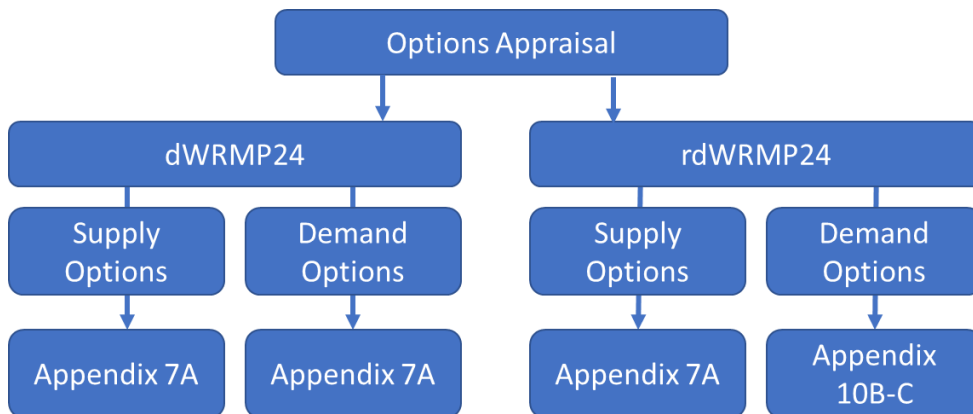 Options Appraisal
dWRMP24
rdWRMP24
Supply
Options
Demand
Options
Supply
Options
Demand
Options
Appendix 7A
Appendix 7A
Appendix 7A
Appendix
10B-C